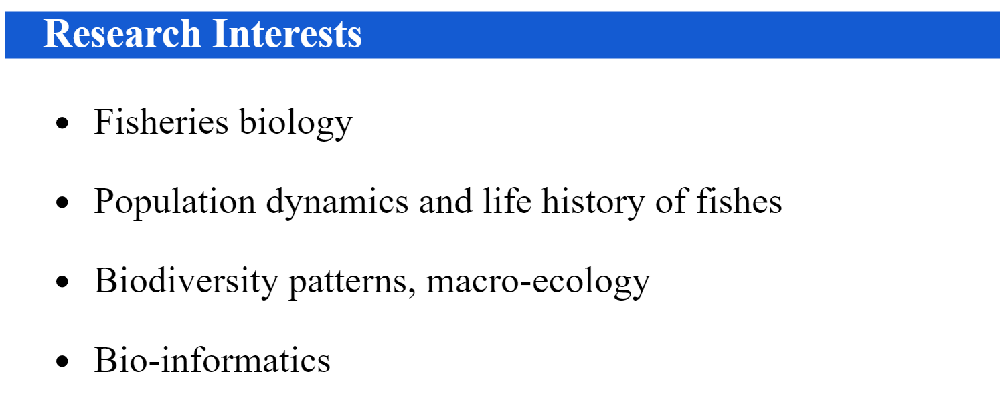 Research Interests
• Fisheries biology
• Population dynamics and life history of fishes
• Biodiversity patterns, macro-ecology
• Bio-informatics